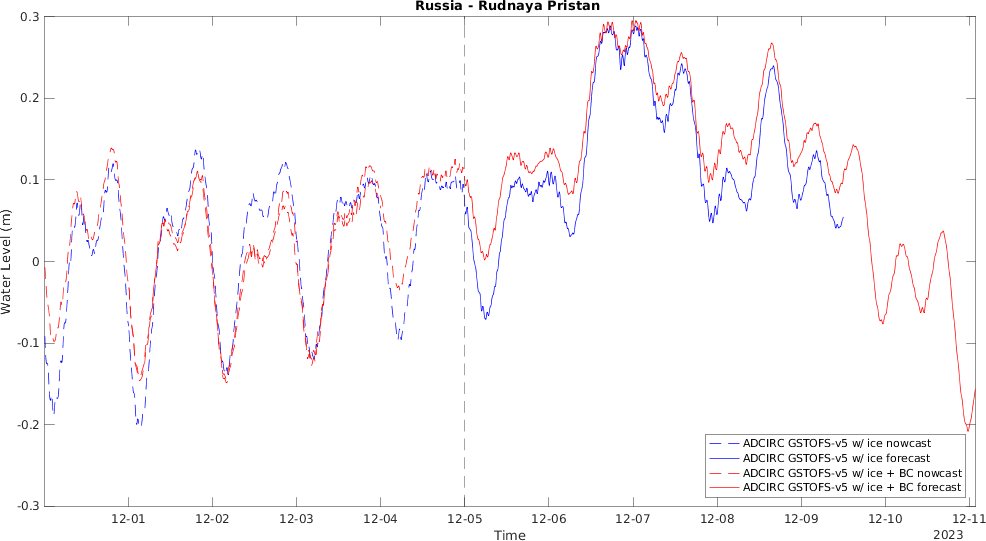 Russia - Rudnaya Pristan
0.3
0.2
0.1
0
-0.1
-0.2
-0.3
Water Level (m)
12-01
12-02
12-03
12-04
12-05
12-06
12-07
12-08
12-09
12-10
12-11
Time
2023
ADCIRC GSTOFS-v5 w/ ice nowcast
ADCIRC GSTOFS-v5 w/ ice forecast
ADCIRC GSTOFS-v5 w/ ice + BC nowcast
ADCIRC GSTOFS-v5 w/ ice + BC forecast